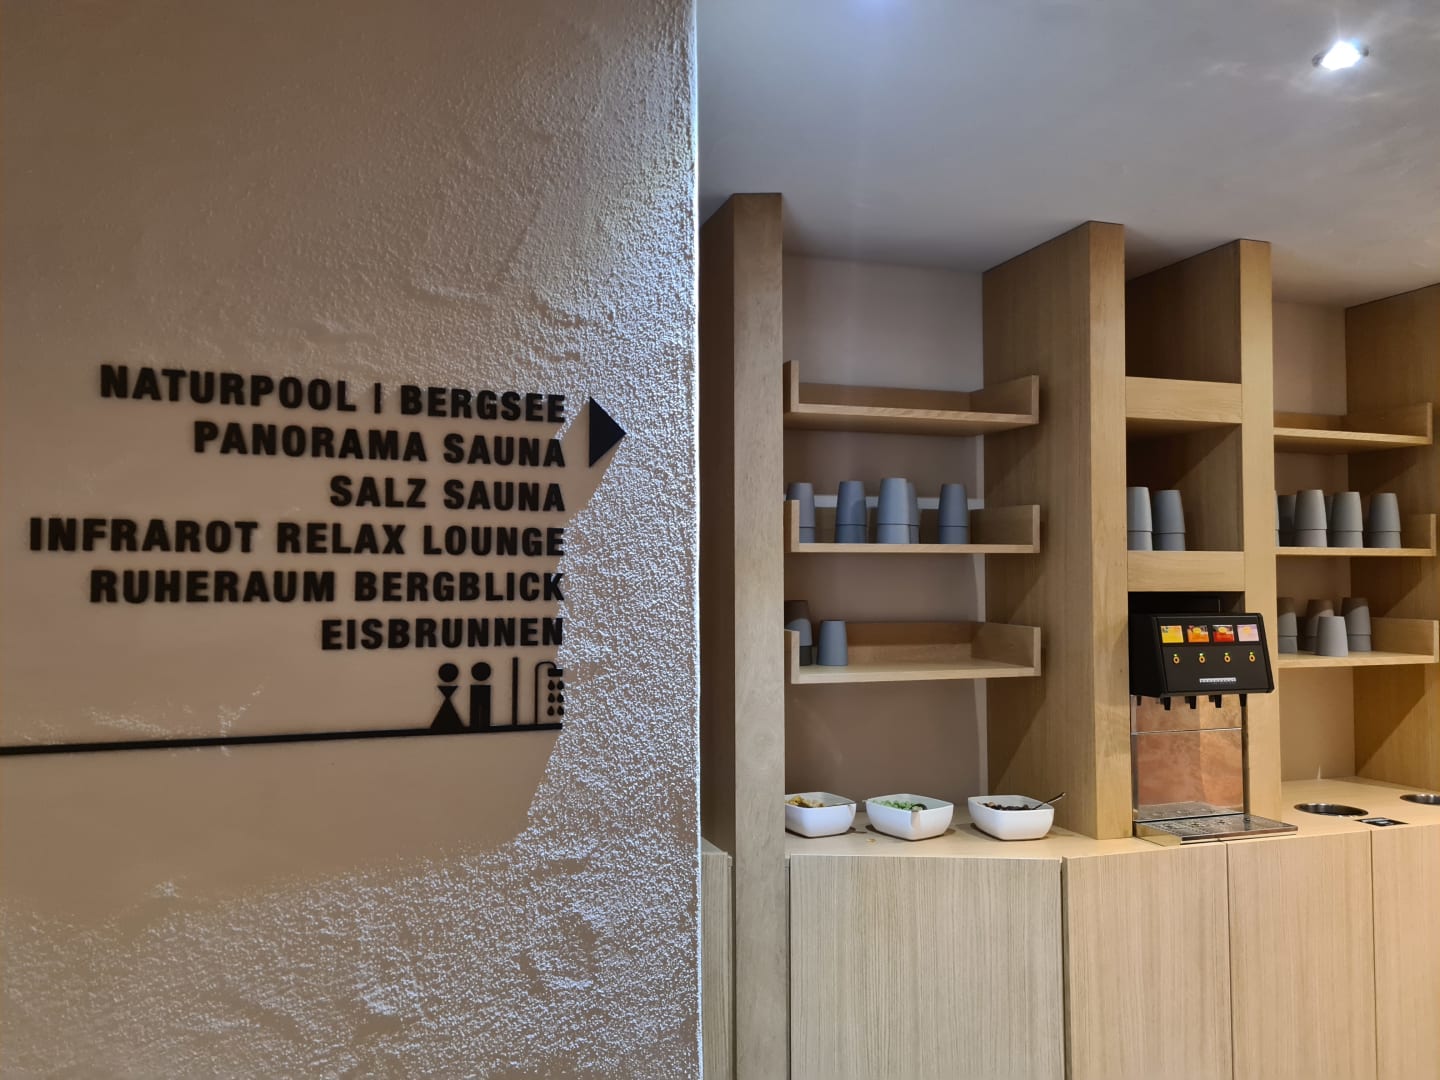 NATURPOOL | BERGSEE
PANORAMA SAUNA
SALZ SAUNA
INFRAROT RELAX LOUNGE
RUHERAUM BERGBLICK
EISBRUNNEN